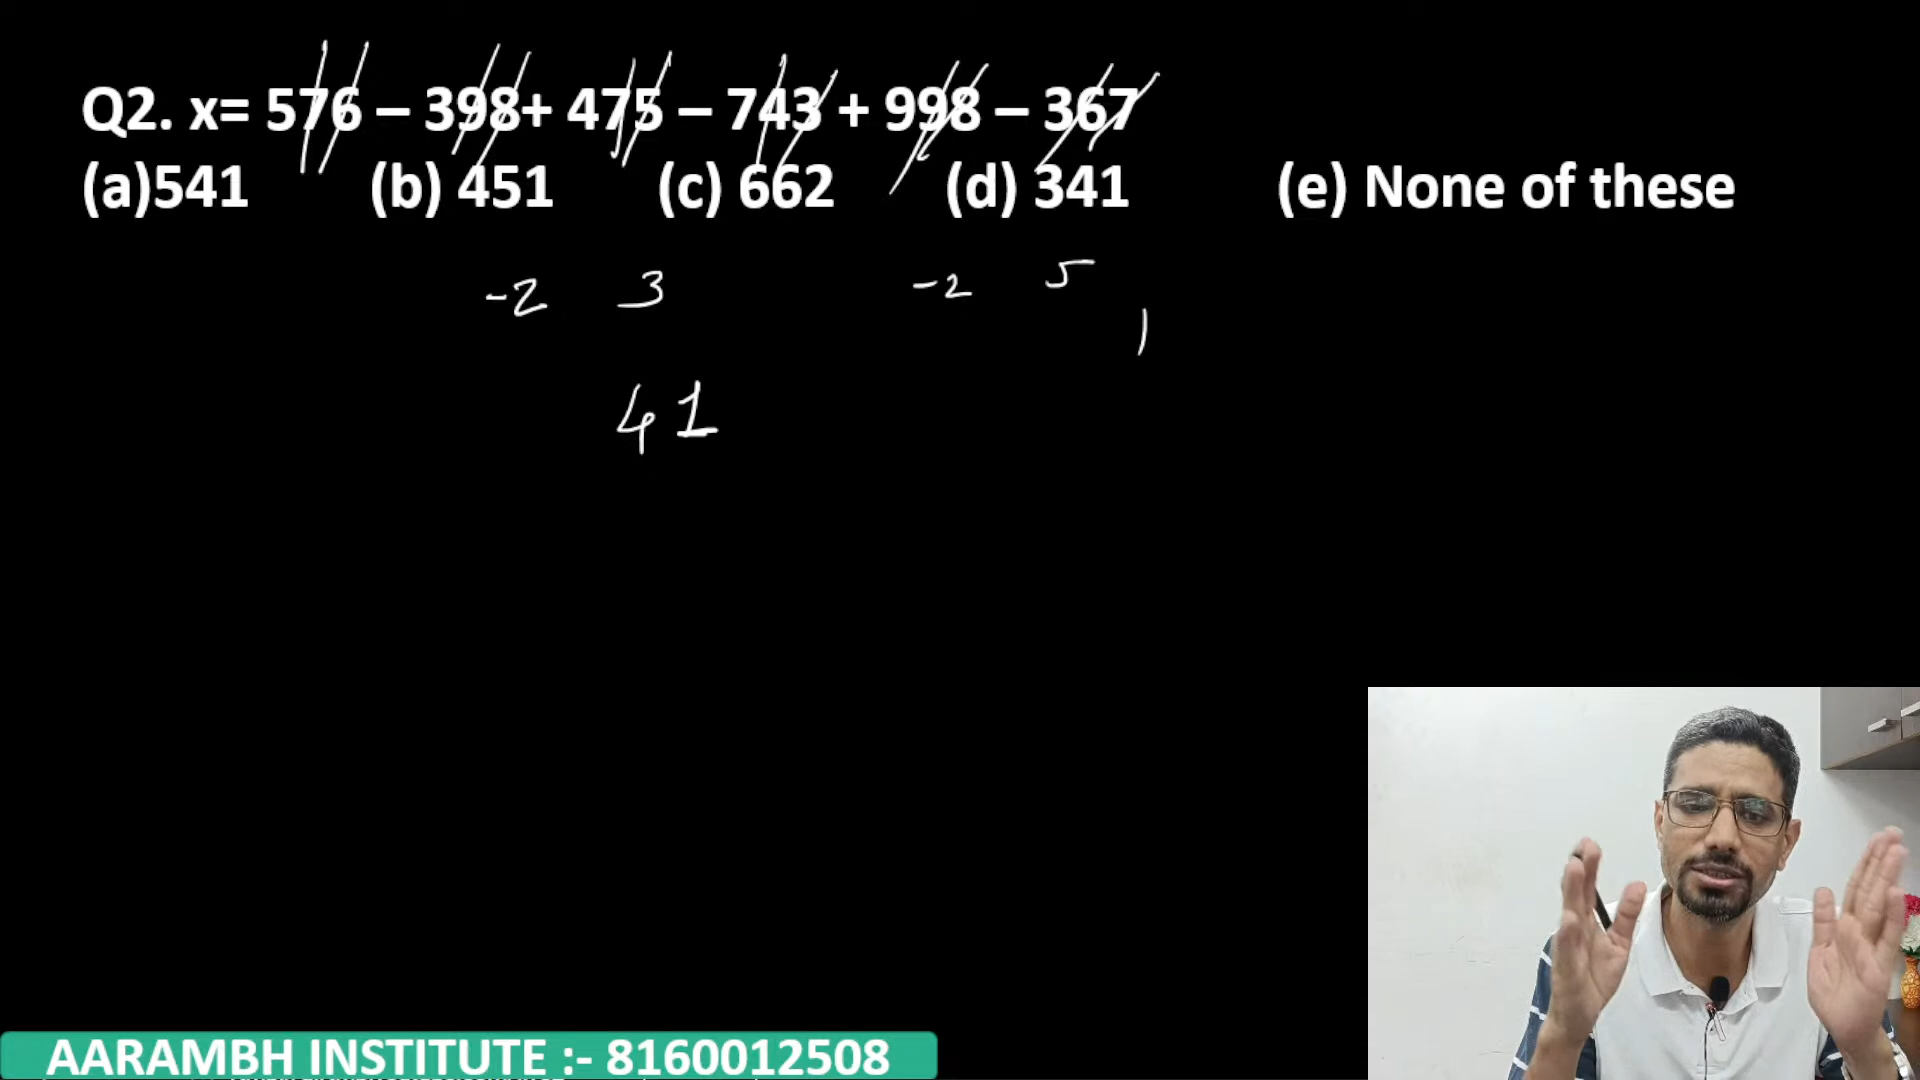 Q2. x= 576 – 398+ 475 – 743 + 998 – 367
(a)541 (b) 451 (c) 662 (d) 341 (e) None of these
-2 3 -2 5
1
41
AARAMBH INSTITUTE :- 8160012508